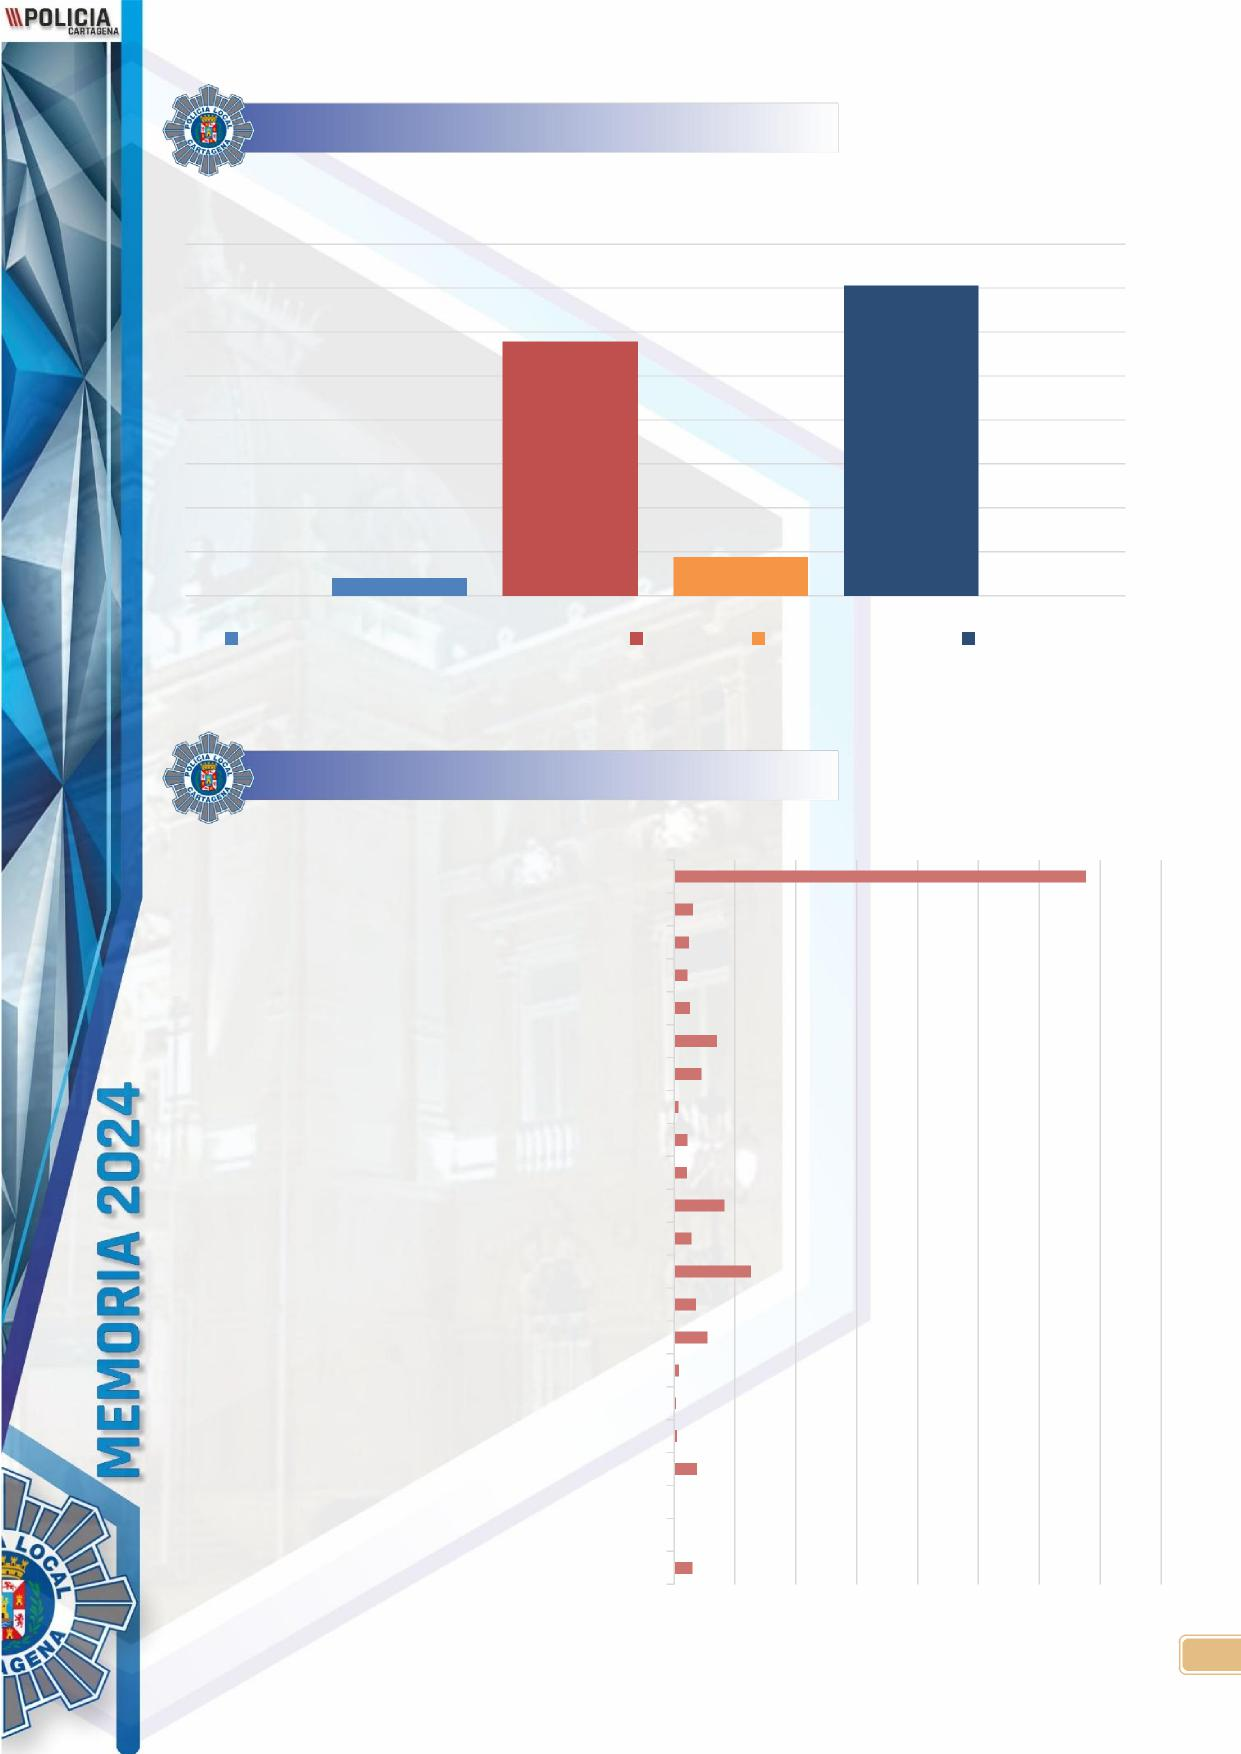 POLICIA
CARTAGENA
POLICIA LOCAL
CARTAGENA
POLICIA LOCAL
CARTAGENA
MEMORIA 2024
A LOCAL
AGENA